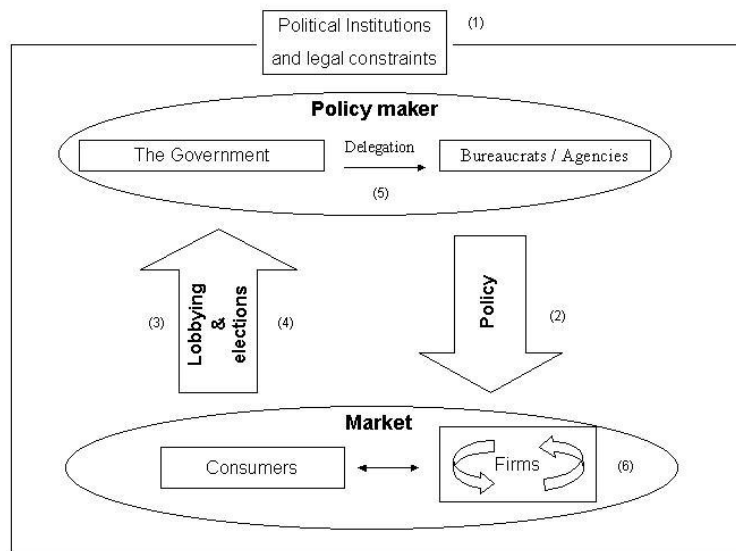 Political Institutions
and legal constraints
(1)
Policy maker
The Government
Delegation
(5)
Bureaucrats / Agencies
(3)
Lobbying
&
elections
(4)
Policy
(2)
Market
Consumers
Firms
(6)